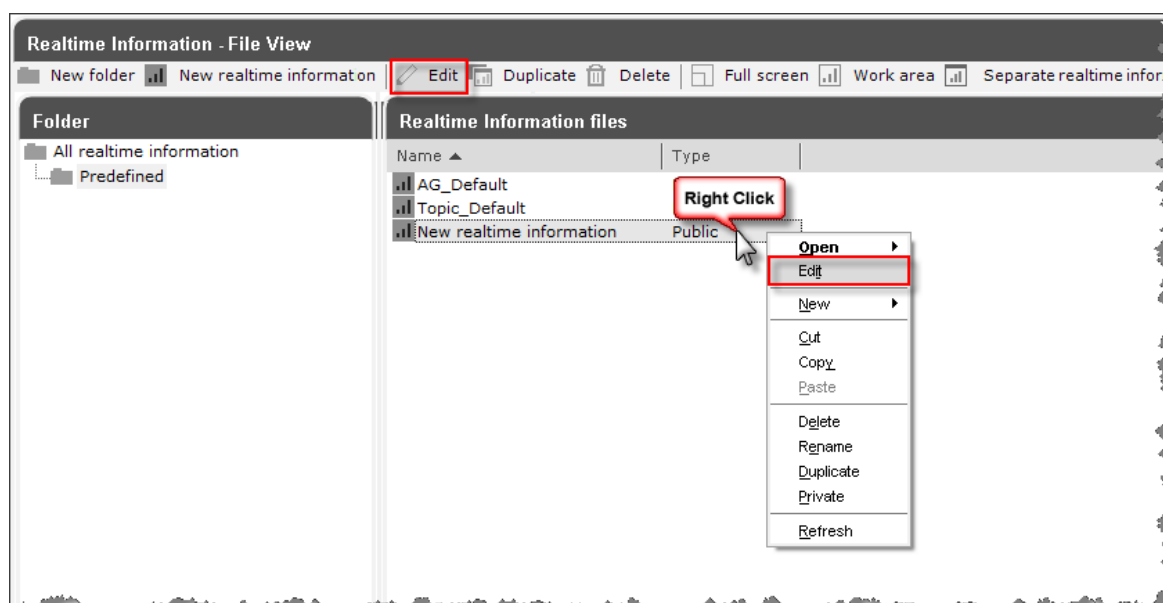 Realtime Information - File View
New folder New realtime informat on Edit Duplicate Delete Full screen Work area Separate realtime infor
Folder
All realtime information
Predefined
Realtime Information files
Name Type
AG_Default
Topic_Default
New realtime information Public
Right Click
Open
Edit
New
Cut
Copy
Paste
Delete
Rename
Duplicate
Private
Refresh